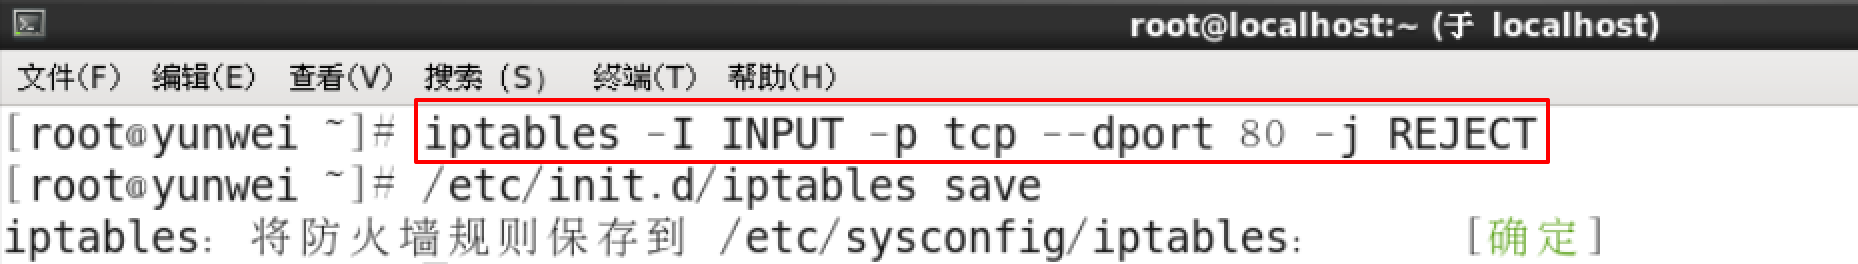 root@localhost:~ (于 localhost)
文件(F) 编辑(E) 查看(V) 搜索 (S) 终端(T) 帮助(H)
[root@yunwei ~]# iptables -I INPUT -p tcp --dport 80 -j REJECT
[root@yunwei ~]# /etc/init.d/iptables save
iptables: 将防火墙规则保存到 /etc/sysconfig/iptables: [确定]